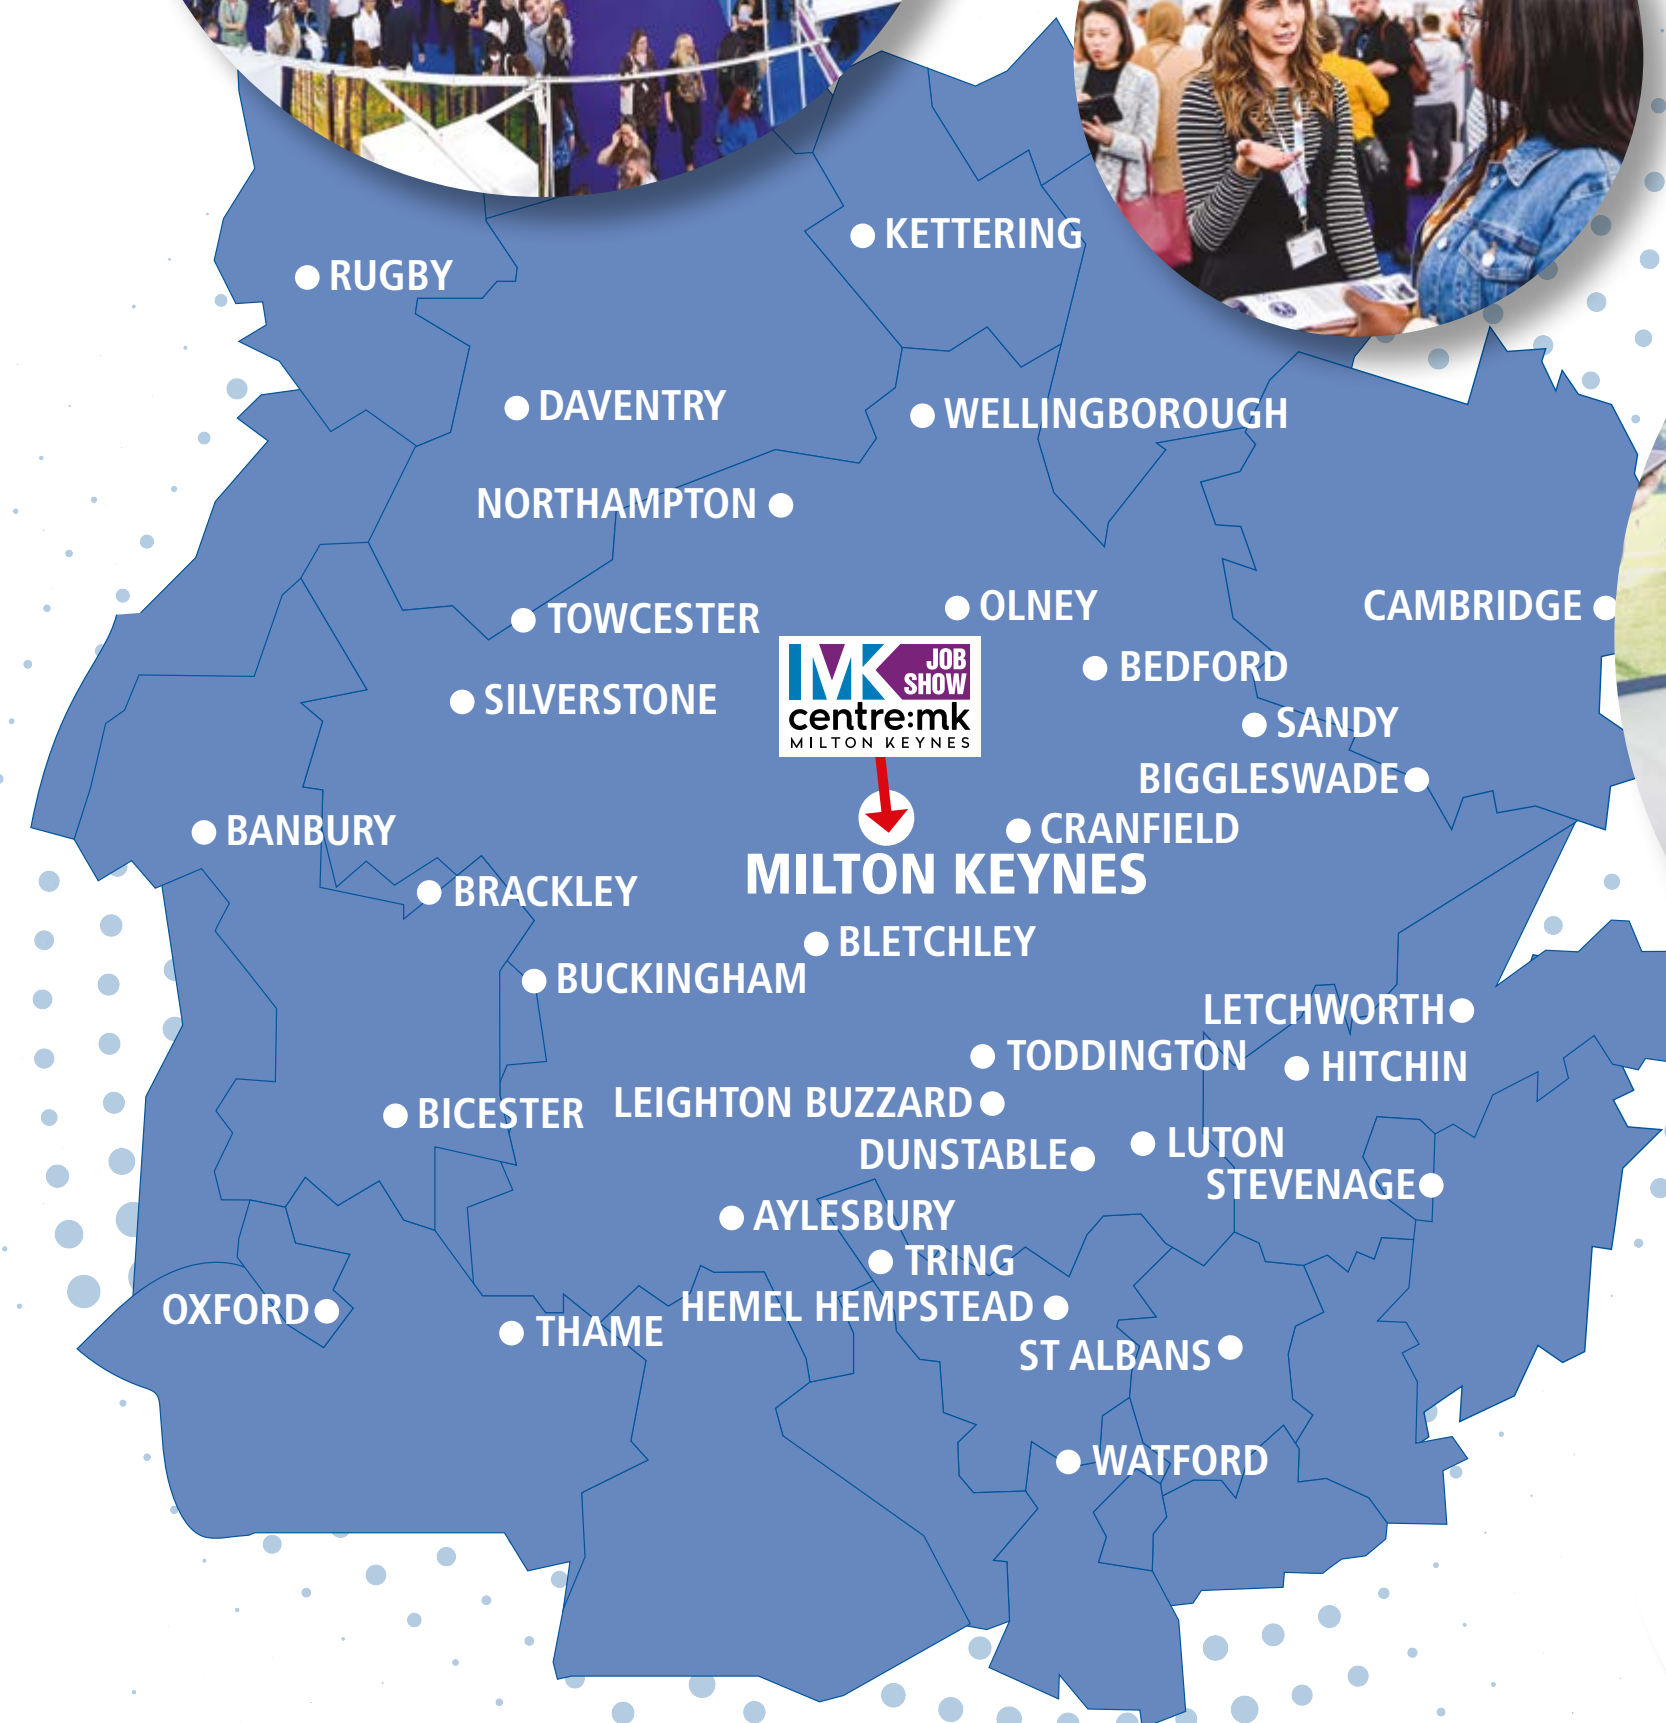 KETTERING
RUGBY
DAVENTRY
WELLINGBOROUGH
NORTHAMPTON
OLNEY
CAMBRIDGE
TOWCESTER
MK JOB
SHOW
centre:mk
MILTON KEYNES
BEDFORD
SILVERSTONE
SANDY
BIGGLESWADE
BANBURY
CRANFIELD
MILTON KEYNES
BRACKLEY
BLETCHLEY
BUCKINGHAM
LETCHWORTH
TODDINGTON
HITCHIN
LEIGHTON BUZZARD
BICESTER
DUNSTABLE
LUTON
STEVENAGE
AYLESBURY
TRING
OXFORD
HEMEL HEMPSTEAD
THAME
ST ALBANS
WATFORD